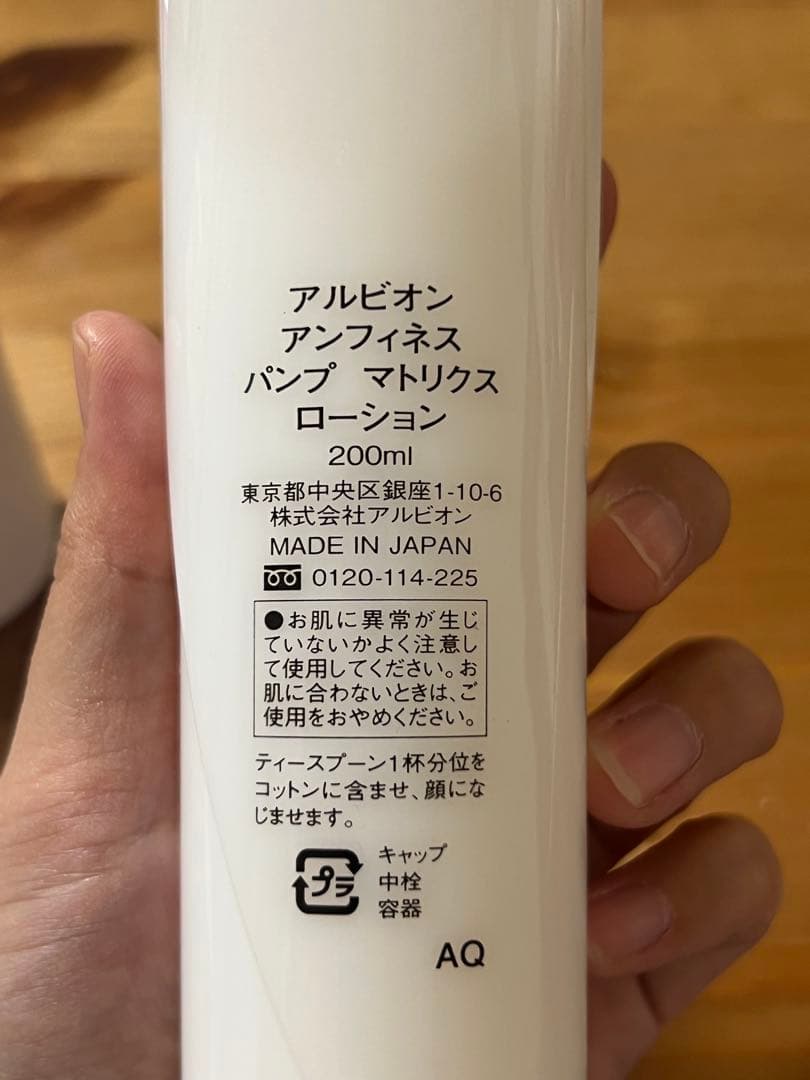 アルビオン
アンフィネス
パンプ マトリクス
ローション
200ml
東京都中央区銀座1-10-6
株式会社アルビオン
MADE IN JAPAN
0120-114-225
●お肌に異常が生じ
ていないかよく注意し
て使用してください。お
肌に合わないときは、ご
使用をおやめください。
ティースプーン1杯分位を
コットンに含ませ、顔にな
じませます。
プラ
キャップ
中栓
容器
AQ